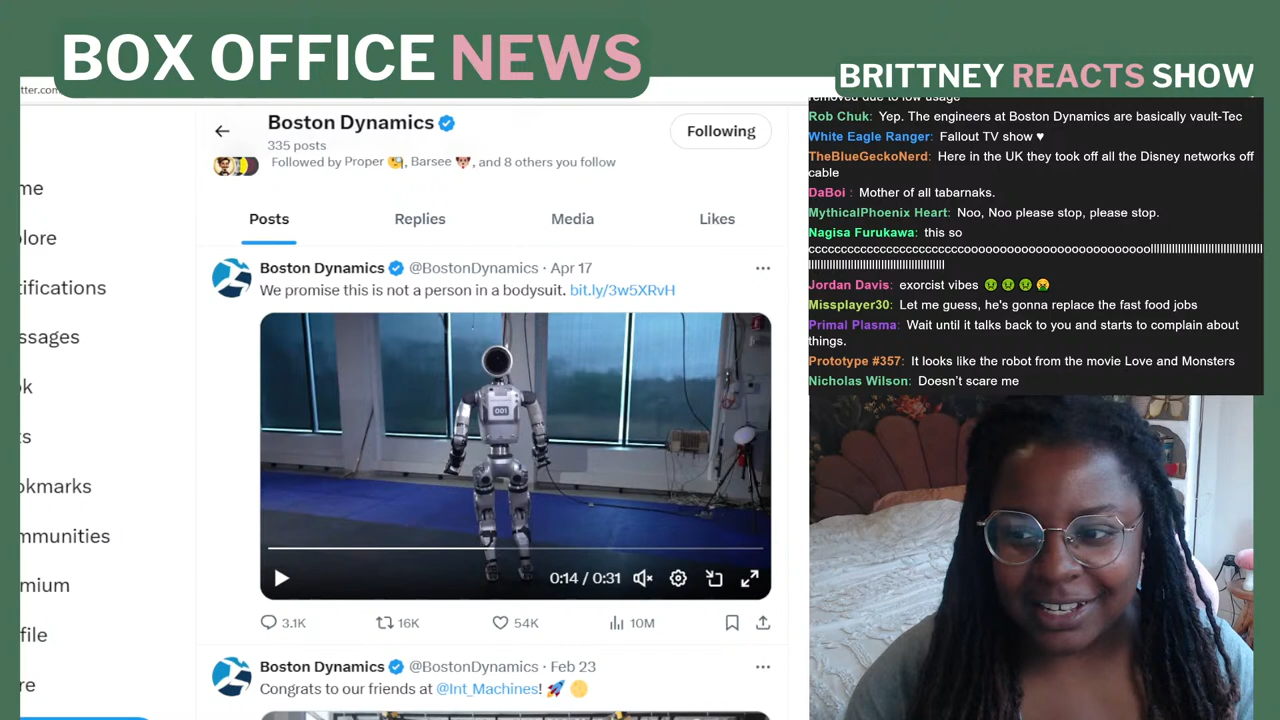 BOX OFFICE NEWS
BRITTNEY REACTS SHOW
tter.com
Boston Dynamics
335 posts
Following
Followed by Proper 🧐, Barsee 🐮, and 8 others you follow
me
lore
tifications
ssages
k
ts
okmarks
mmunities
mium
file
re
Posts
Replies
Media
Likes
Boston Dynamics @BostonDynamics · Apr 17
We promise this is not a person in a bodysuit. bit.ly/3w5XRvH
001
0:14 / 0:31
3.1K
16K
54K
10M
Boston Dynamics @BostonDynamics · Feb 23
Congrats to our friends at @Int_Machines! 🚀 🌕
removed due to low usage
Rob Chuk: Yep. The engineers at Boston Dynamics are basically vault-Tec
White Eagle Ranger: Fallout TV show ♥
TheBlueGeckoNerd: Here in the UK they took off all the Disney networks off
cable
DaBoi : Mother of all tabarnaks.
MythicalPhoenix Heart: Noo, Noo please stop, please stop.
Nagisa Furukawa: this so
Jordan Davis: exorcist vibes 🤢 🤢 🤢 🤮
Missplayer30: Let me guess, he's gonna replace the fast food jobs
Primal Plasma: Wait until it talks back to you and starts to complain about
things.
Prototype #357: It looks like the robot from the movie Love and Monsters
Nicholas Wilson: Doesn't scare me